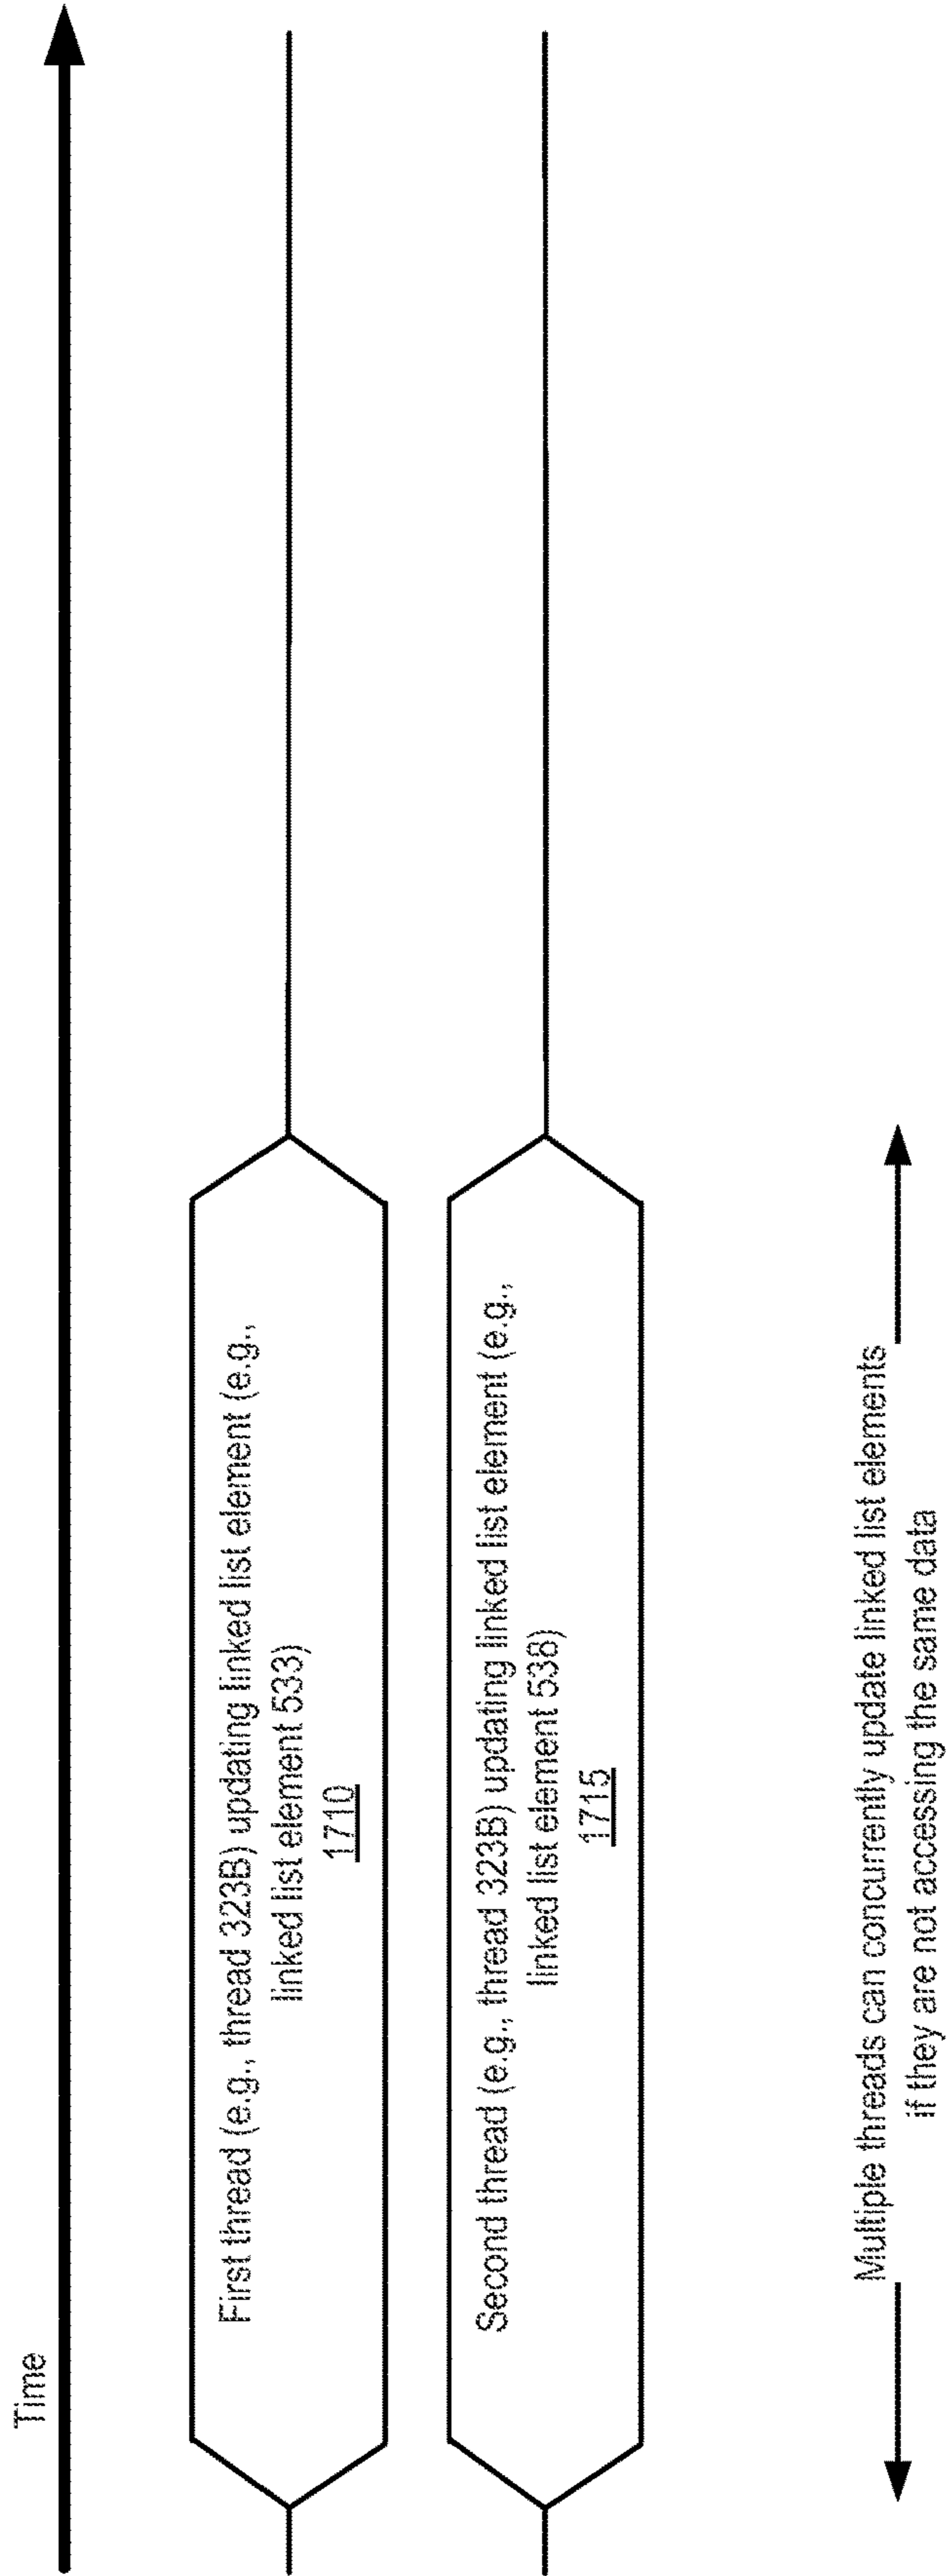 Time
First thread (e.g., thread 323B) updating linked list element (e.g.,
linked list element 533)
1710
Second thread (e.g., thread 323B) updating linked list element (e.g.,
linked list element 538)
1715
Multiple threads can concurrently update linked list elements
if they are not accessing the same data